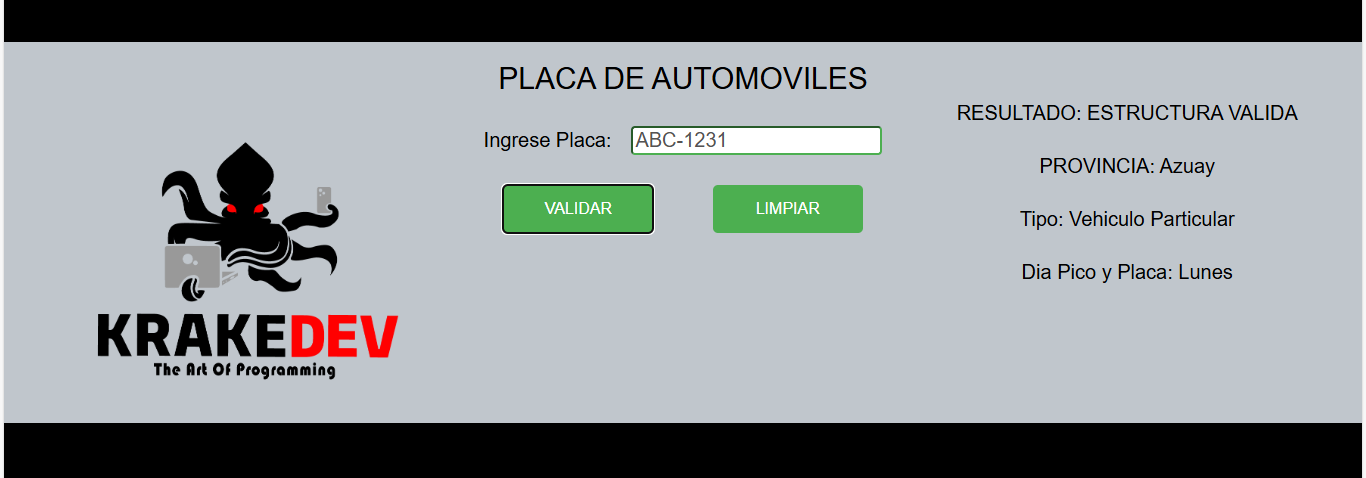 PLACA DE AUTOMOVILES
Ingrese Placa: ABC-1231
VALIDAR LIMPIAR
RESULTADO: ESTRUCTURA VALIDA
PROVINCIA: Azuay
Tipo: Vehiculo Particular
Dia Pico y Placa: Lunes
KRAKEDEV
The Art Of Programming